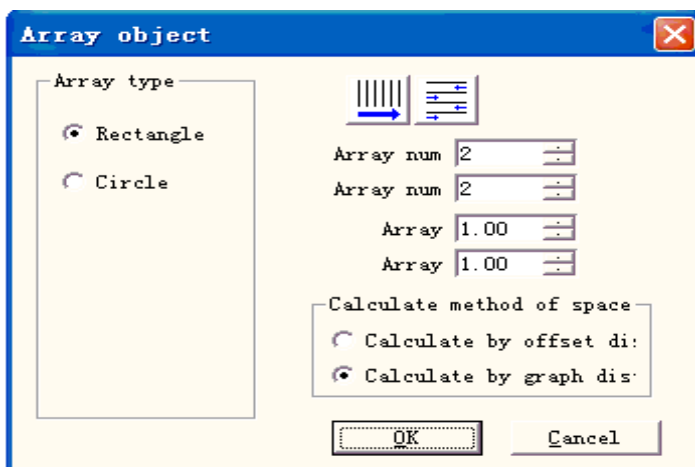 Array object
Array type
Rectangle
Circle
Array num 2
Array num 2
Array 1.00
Array 1.00
Calculate method of space
Calculate by offset di
Calculate by graph dis
OK
Cancel